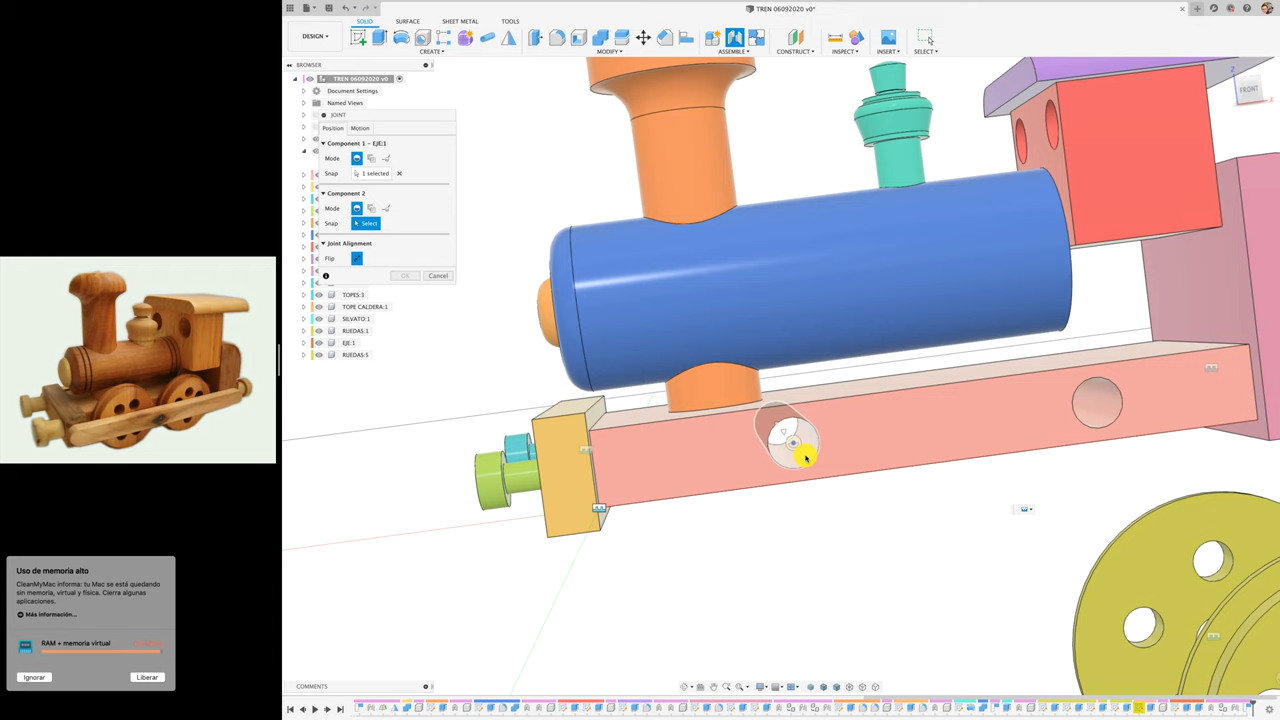 TREN 06092020 v0*
DESIGN
SOLID
SURFACE
SHEET METAL
TOOLS
CREATE
MODIFY
ASSEMBLE
CONSTRUCT
INSPECT
INSERT
SELECT
BROWSER
TREN 06092020 v0
Document Settings
Named Views
JOINT
Position
Motion
Component 1 - EJE:1
Mode
Snap
1 selected
Component 2
Mode
Snap
Select
Joint Alignment
Flip
OK
Cancel
TOPES:3
TOPE CALDERA:1
SILVATO:1
RUEDAS:1
EJE:1
RUEDAS:5
FRONT
Z
X
Uso de memoria alto
CleanMyMac informa: tu Mac se está quedando
sin memoria, virtual y física. Cierra algunas
aplicaciones.
Más información...
RAM + memoria virtual
Ignorar
Liberar
COMMENTS